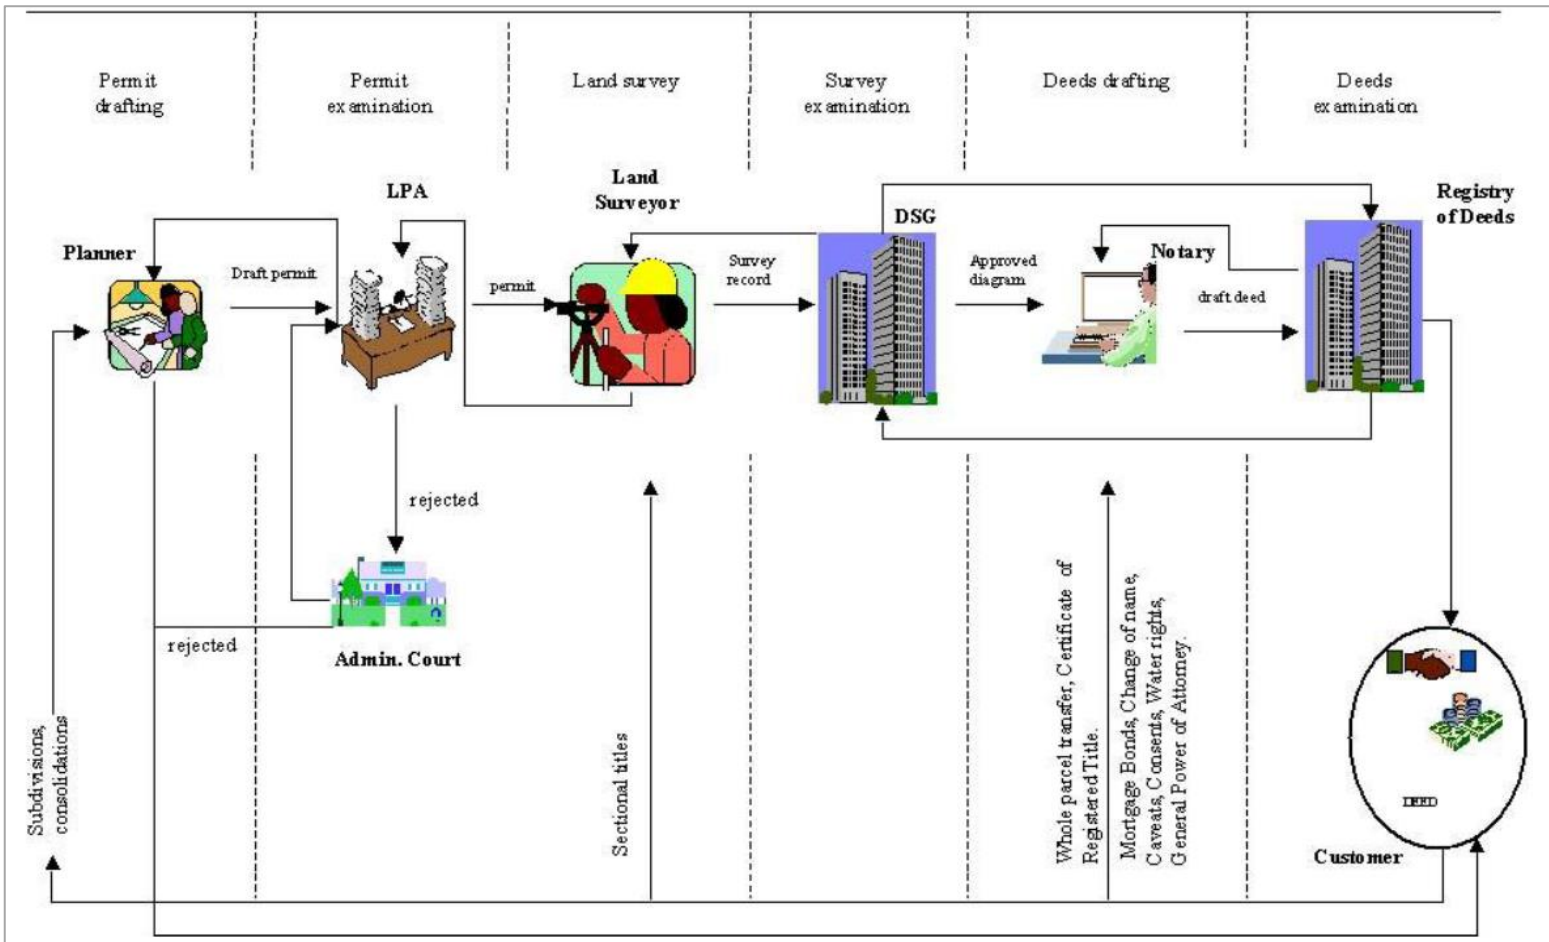 Permit
drafting
Permit
examination
Land survey
Survey
examination
Deeds drafting
Deeds
examination
LPA
Land
Surveyor
DSG
Registry
of Deeds
Planner
Notary
Draft permit
permit
Survey
record
Approved
diagram
draft deed
rejected
rejected
Admin. Court
Subdivisions,
consolidations
Sectional titles
Whole parcel transfer, Certificate of
Registered Title.
Mortgage Bonds, Change of name,
Caveats, Consents, Water rights,
General Power of Attorney.
DEED
Customer